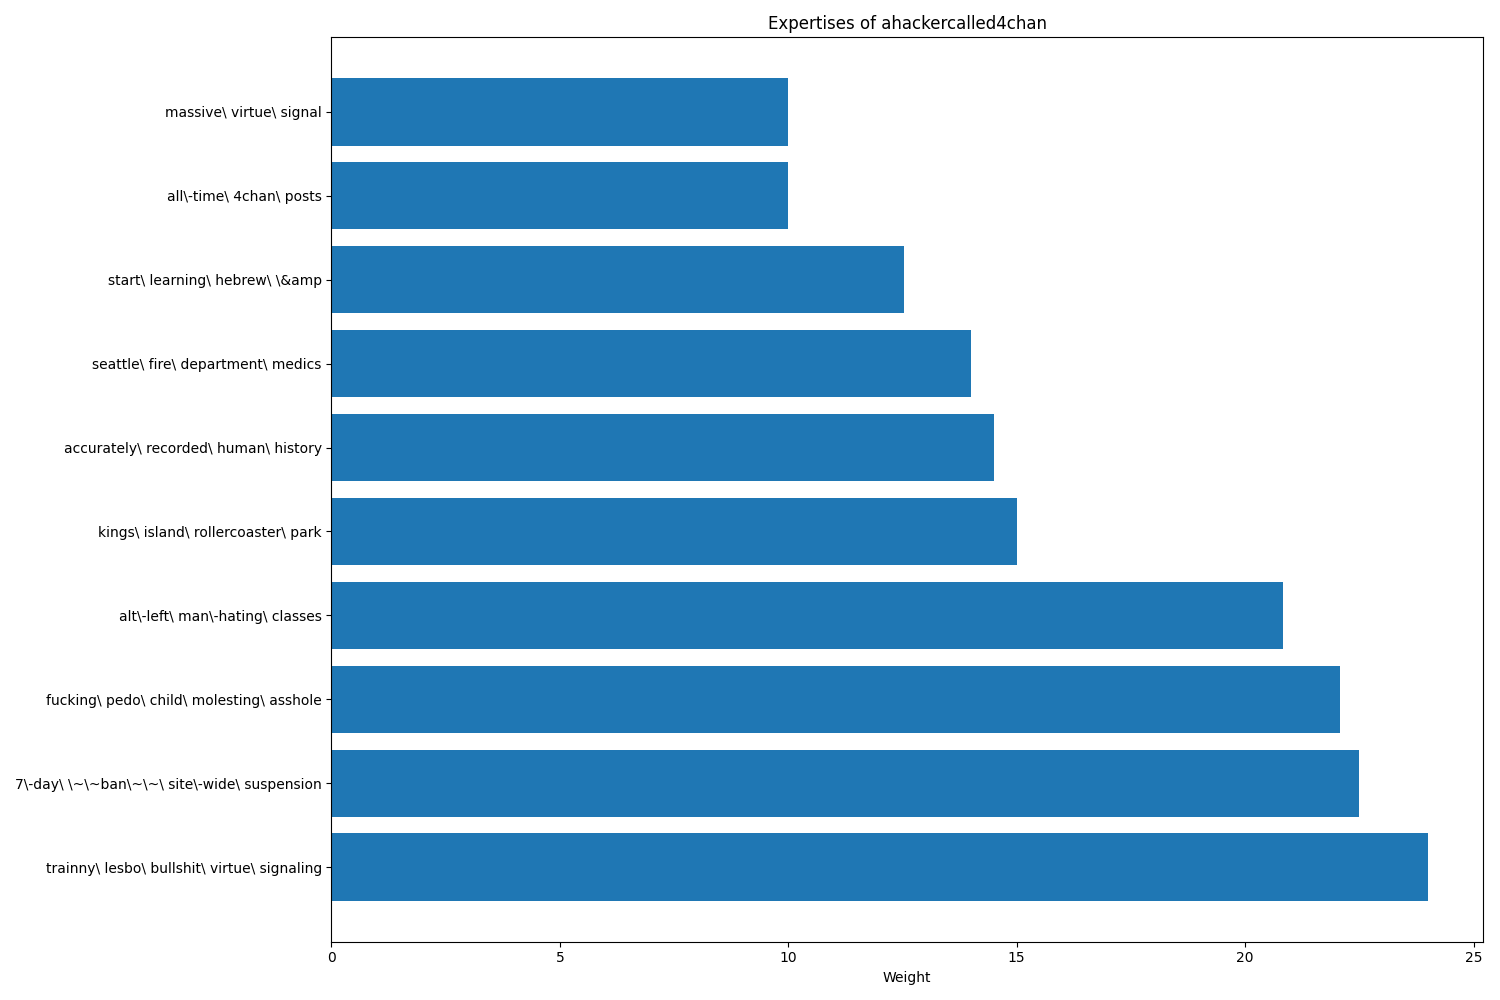 Expertises of ahackercalled4chan
massive\ virtue\ signal
all\-time\ 4chan\ posts
start\ learning\ hebrew\ \&amp
seattle\ fire\ department\ medics
accurately\ recorded\ human\ history
kings\ island\ rollercoaster\ park
alt\-left\ man\-hating\ classes
fucking\ pedo\ child\ molesting\ asshole
7\-day\ \~\~ban\~\~\ site\-wide\ suspension
trainny\ lesbo\ bullshit\ virtue\ signaling
0 5 10 15 20 25
Weight